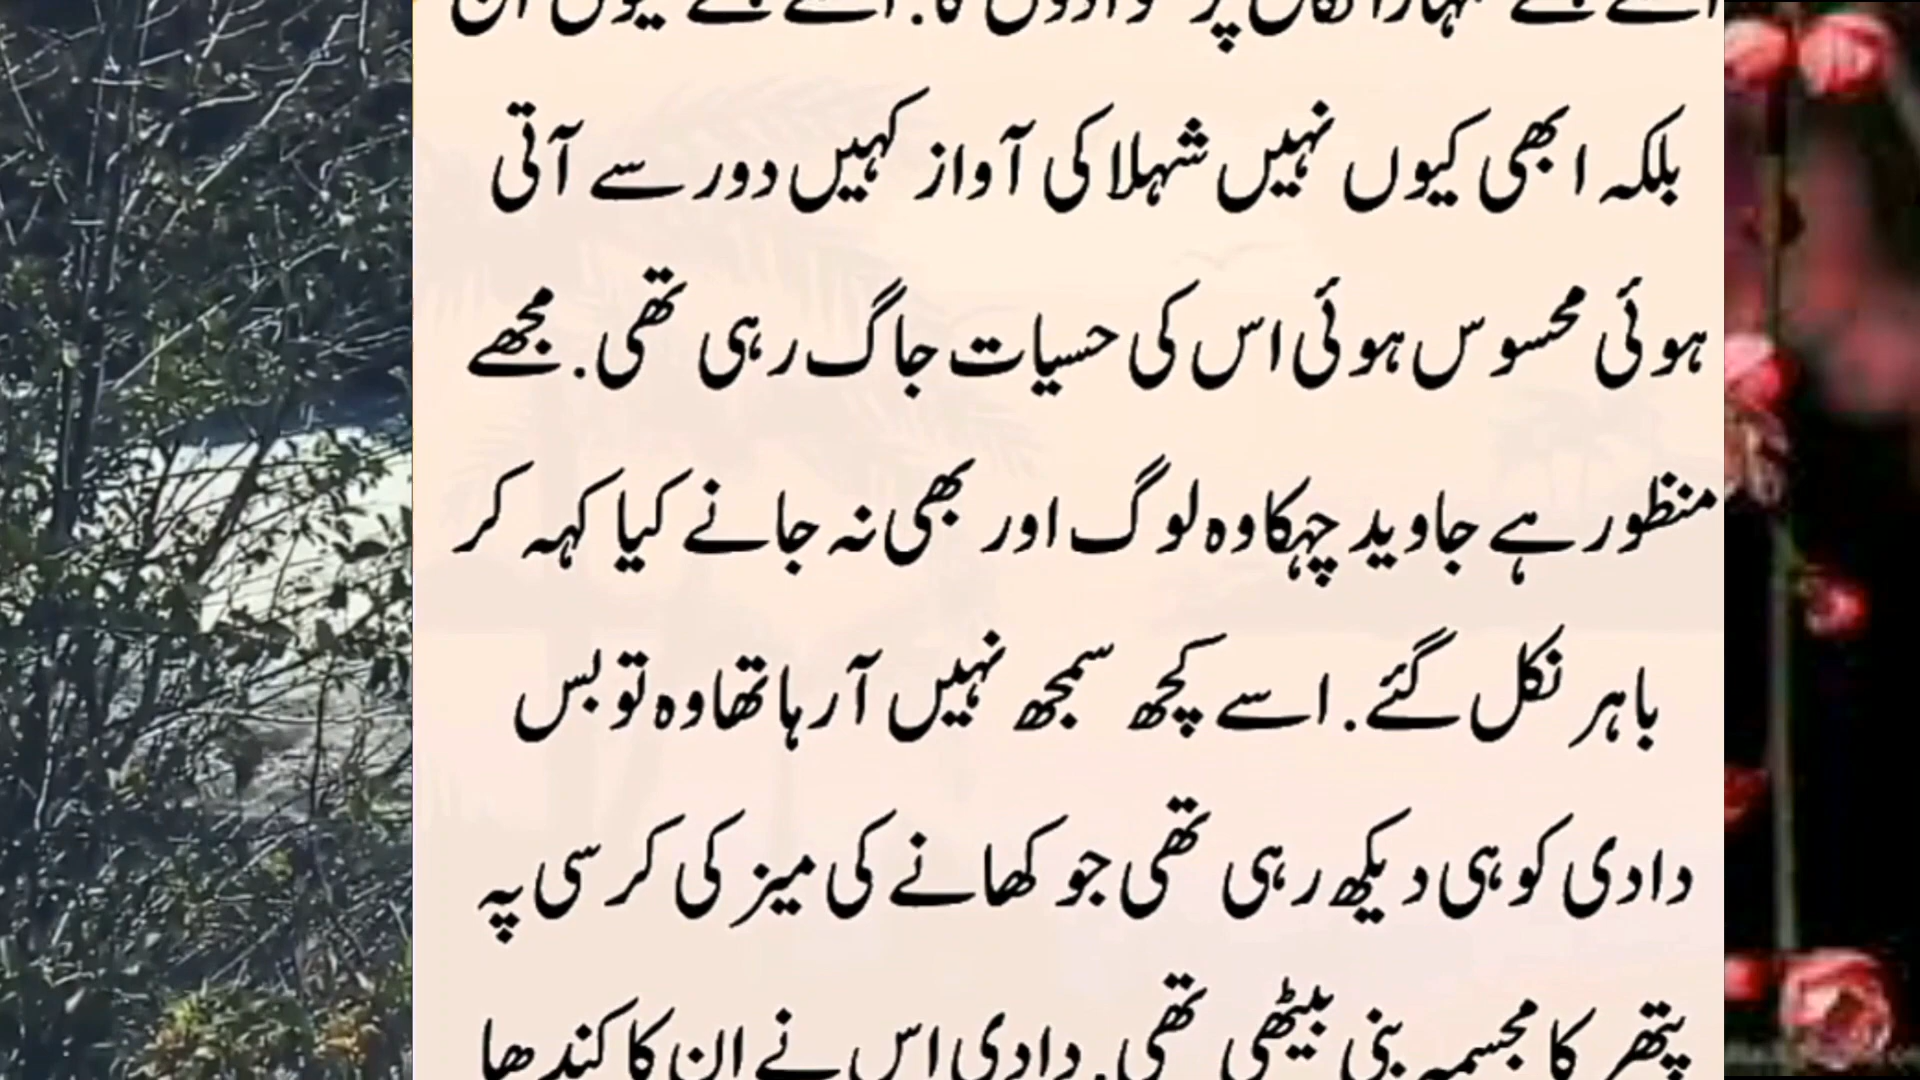 بلکہ ابھی کیوں نہیں شہلا کی آواز کہیں دور سے آتی
ہوئی محسوس ہوئی اس کی حسیات جاگ رہی تھی. مجھے
منظور ہے جاوید چہکا وہ لوگ اور بھی نہ جانے کیا کہہ کر
باہر نکل گئے. اسے کچھ سمجھ نہیں آ رہا تھا وہ تو بس
دادی کو ہی دیکھ رہی تھی جو کھانے کی میز کی کرسی پہ
پتھر کا مجسمہ بنی بیٹھی تھی. دادی اس نے ان کا کندھا